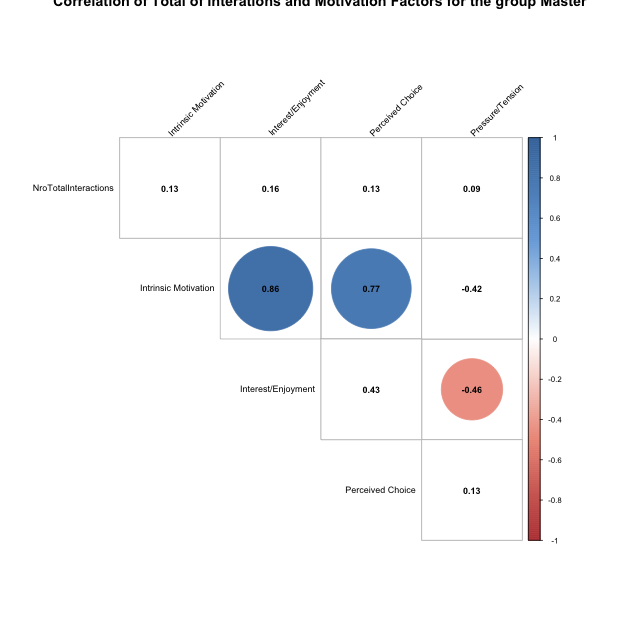 Correlation of Total of Interations and Motivation Factors for the group Master
Intrinsic Motivation
Interest/Enjoyment
Perceived Choice
Pressure/Tension
NroTotalInteractions 0.13 0.16 0.13 0.09
Intrinsic Motivation 0.86 0.77 -0.42
Interest/Enjoyment 0.43 -0.46
Perceived Choice 0.13
1
0.8
0.6
0.4
0.2
0
-0.2
-0.4
-0.6
-0.8
-1